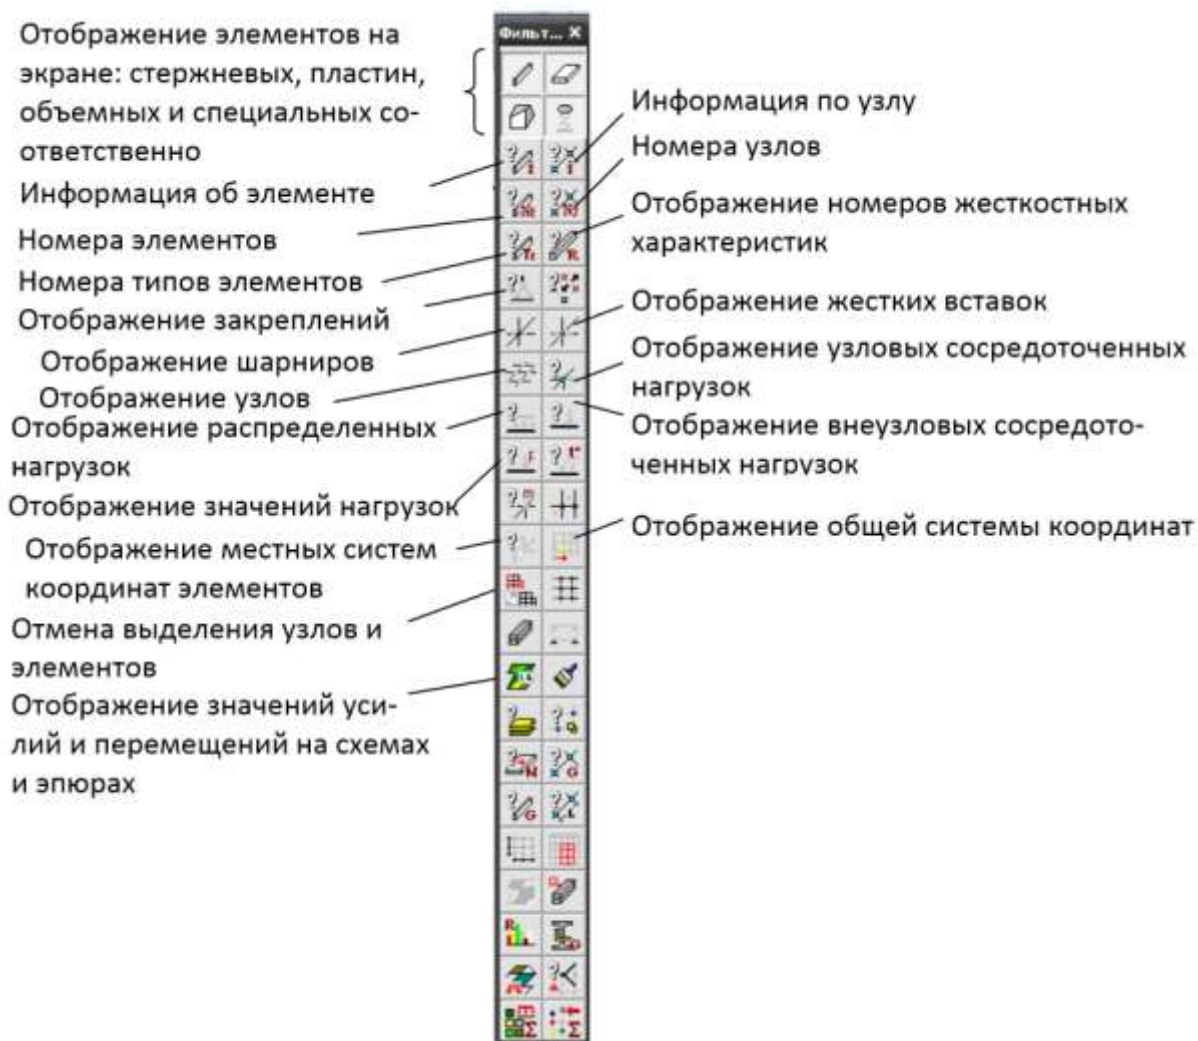 Фильт...
Отображение элементов на
экране: стержневых, пластин,
объемных и специальных со-
ответственно
Информация об элементе
Номера элементов
Номера типов элементов
Отображение закреплений
Отображение шарниров
Отображение узлов
Отображение распределенных
нагрузок
Отображение значений нагрузок
Отображение местных систем
координат элементов
Отмена выделения узлов и
элементов
Отображение значений уси-
лий и перемещений на схемах
и эпюрах
Информация по узлу
Номера узлов
Отображение номеров жесткостных
характеристик
Отображение жестких вставок
Отображение узловых сосредоточенных
нагрузок
Отображение внеузловых сосредото-
ченных нагрузок
Отображение общей системы координат